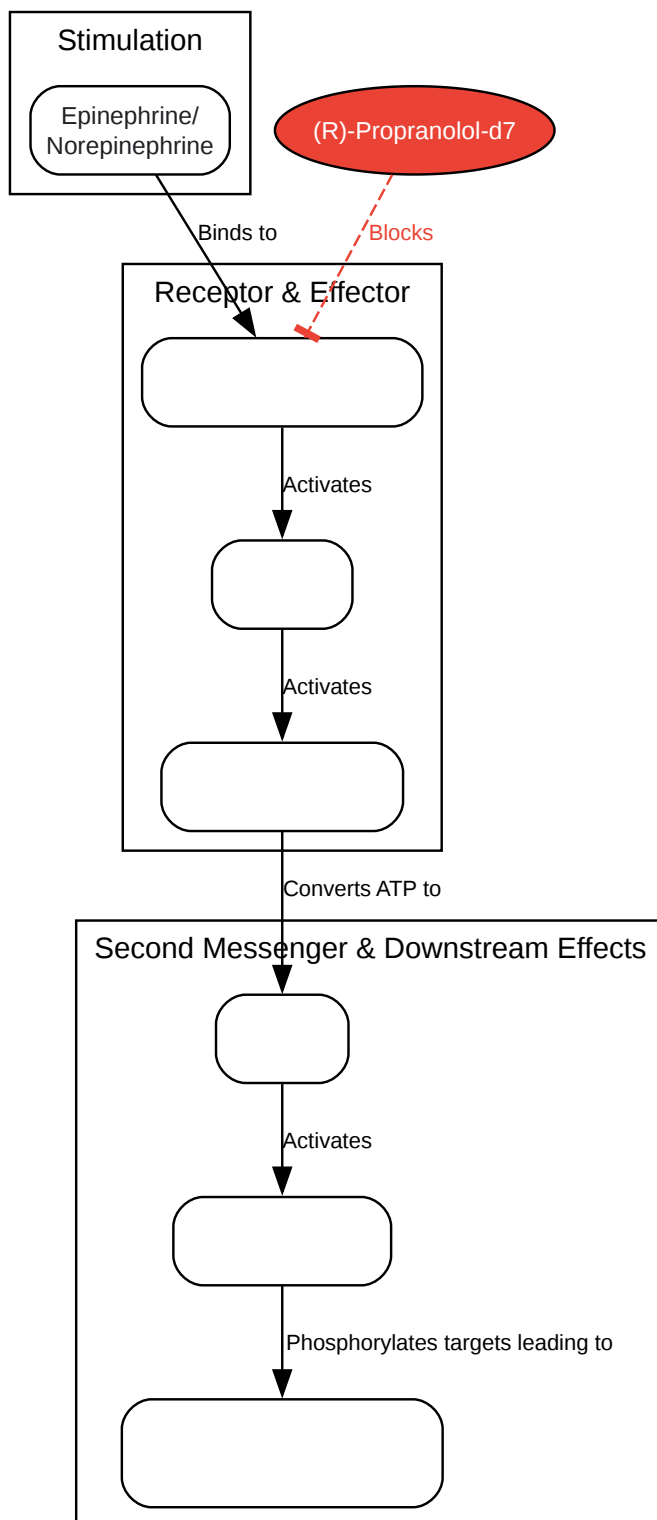 Stimulation
Epinephrine/
Norepinephrine
(R)-Propranolol-d7
Binds to
Blocks
Receptor & Effector
Activates
Activates
Converts ATP to
Second Messenger & Downstream Effects
Activates
Phosphorylates targets leading to